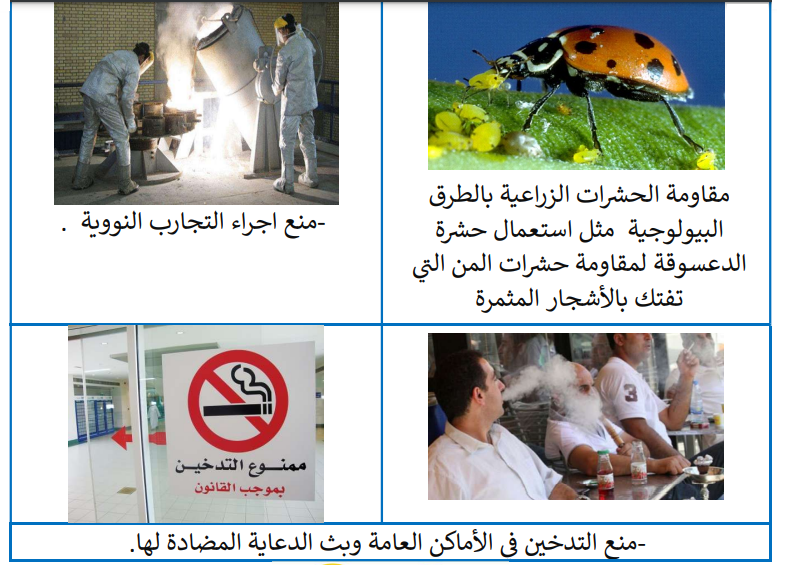 مقاومة الحشرات الزراعية بالطرق
البيولوجية مثل استعمال حشرة
الدعسوقة لمقاومة حشرات المن التي
تفتك بالأشجار المثمرة
-منع اجراء التجارب النووية .
3
ممنوع التدخين
بموجب القانون
-منع التدخين في الأماكن العامة وبث الدعاية المضادة لها.